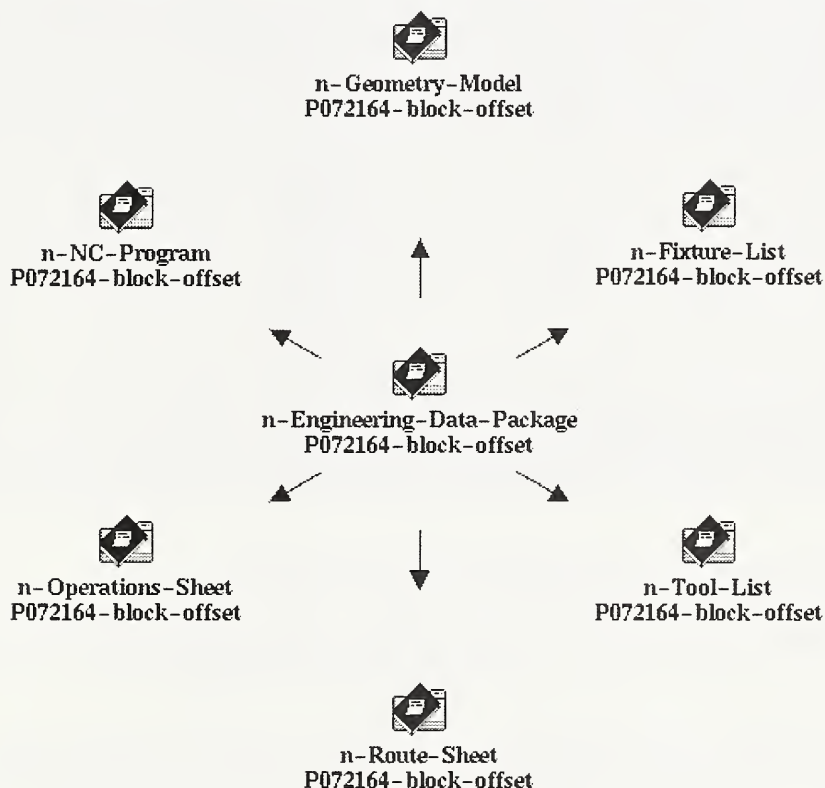 n-Geometry-Model
P072164-block-offset
n-NC-Program
P072164-block-offset
n-Fixture-List
P072164-block-offset
n-Engineering-Data-Package
P072164-block-offset
n-Operations-Sheet
P072164-block-offset
n-Tool-List
P072164-block-offset
n-Route-Sheet
P072164-block-offset